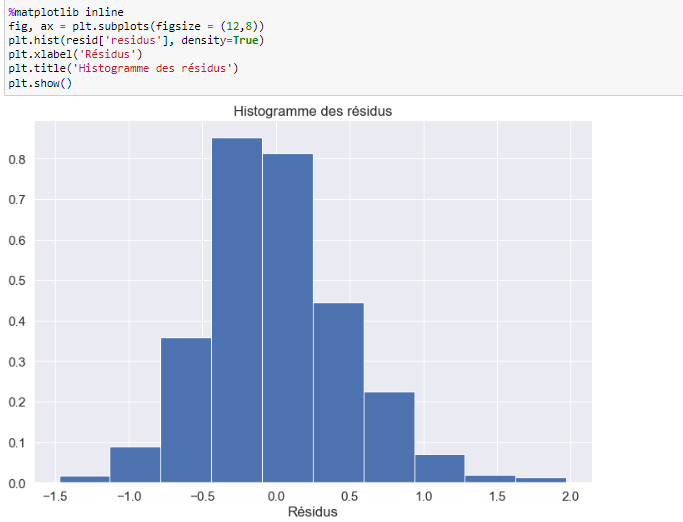 %matplotlib inline
fig, ax = plt.subplots(figsize = (12,8))
plt.hist(resid['residus'], density=True)
plt.xlabel('Résidus')
plt.title('Histogramme des résidus')
plt.show()
Histogramme des résidus
0.8
0.7
0.6
0.5
0.4
0.3
0.2
0.1
0.0
−1.5 −1.0 −0.5 0.0 0.5 1.0 1.5 2.0
Résidus